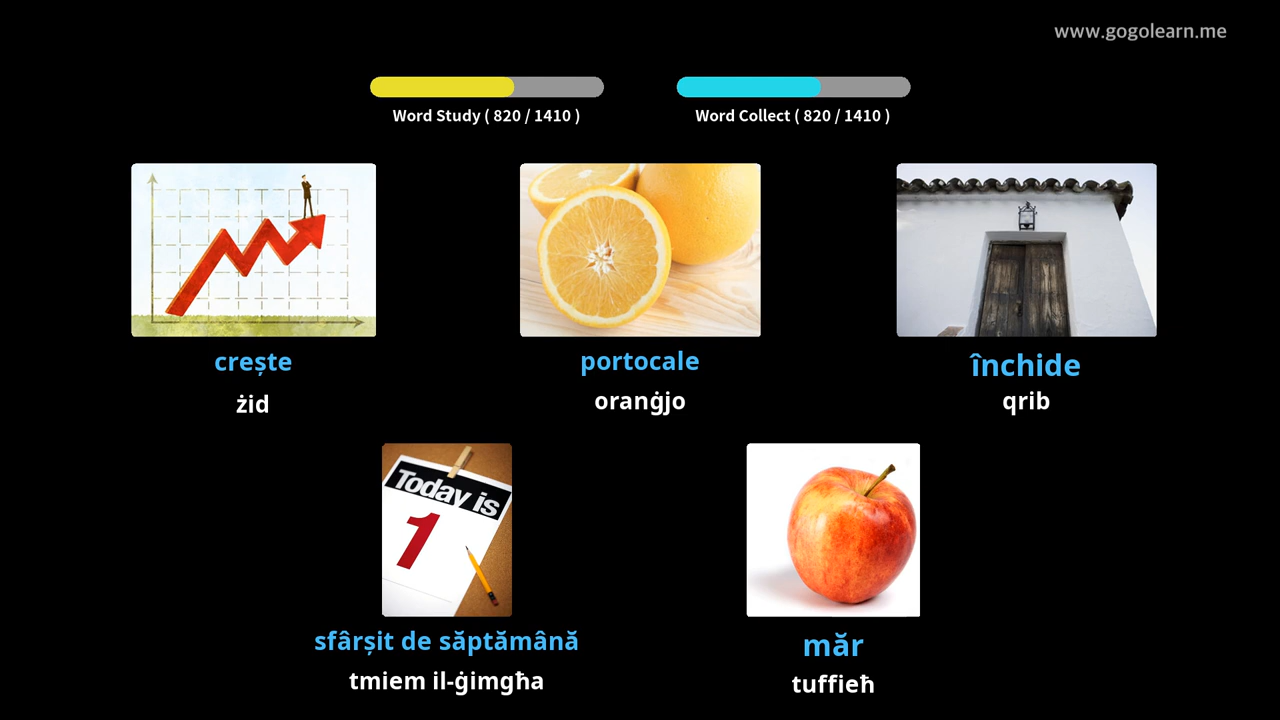 www.gogolearn.me
Word Study ( 820 / 1410 )
Word Collect ( 820 / 1410 )
crește
żid
portocale
oranġjo
închide
qrib
Today is
1
sfârșit de săptămână
tmiem il-ġimgħa
măr
tuffieħ